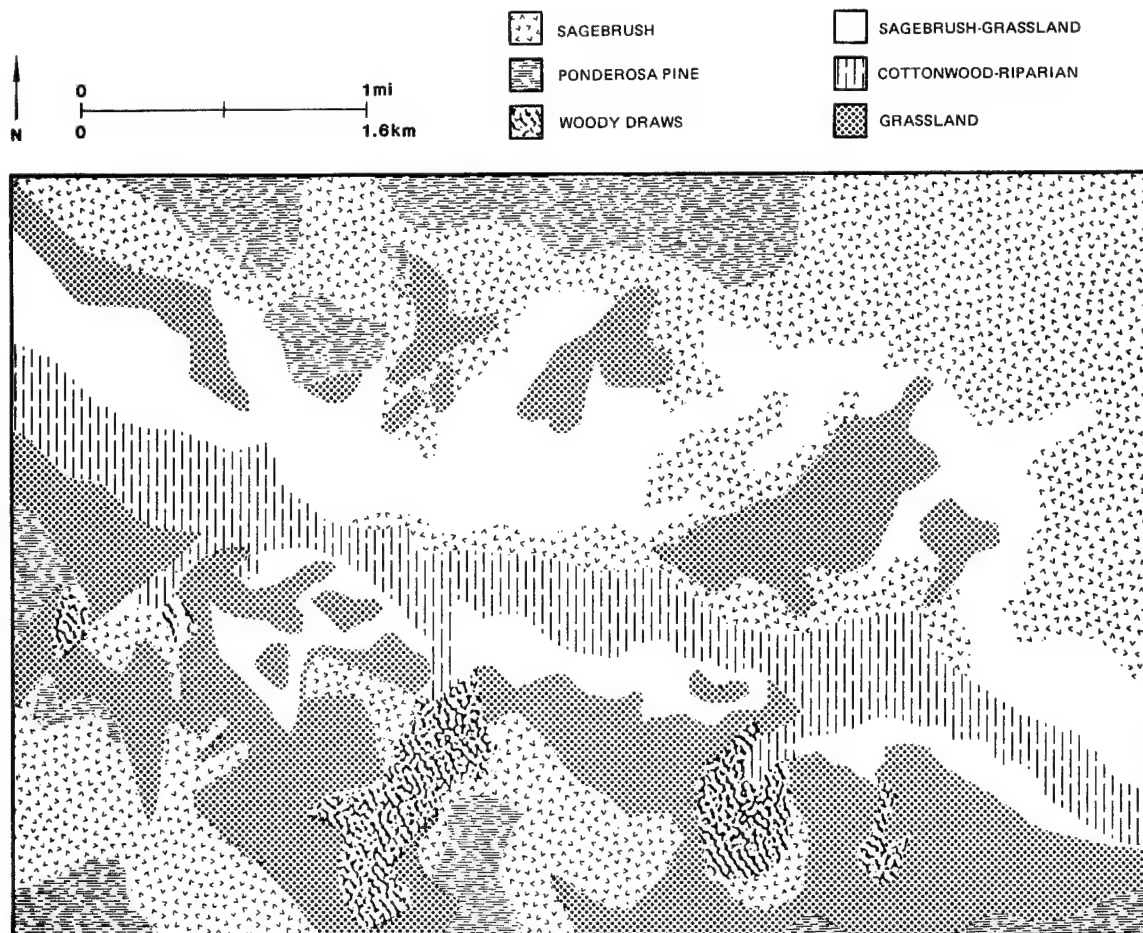 SAGEBRUSH
SAGEBRUSH-GRASSLAND
PONDEROSA PINE
COTTONWOOD-RIPARIAN
WOODY DRAWS
GRASSLAND
N
0 1mi
0 1.6km